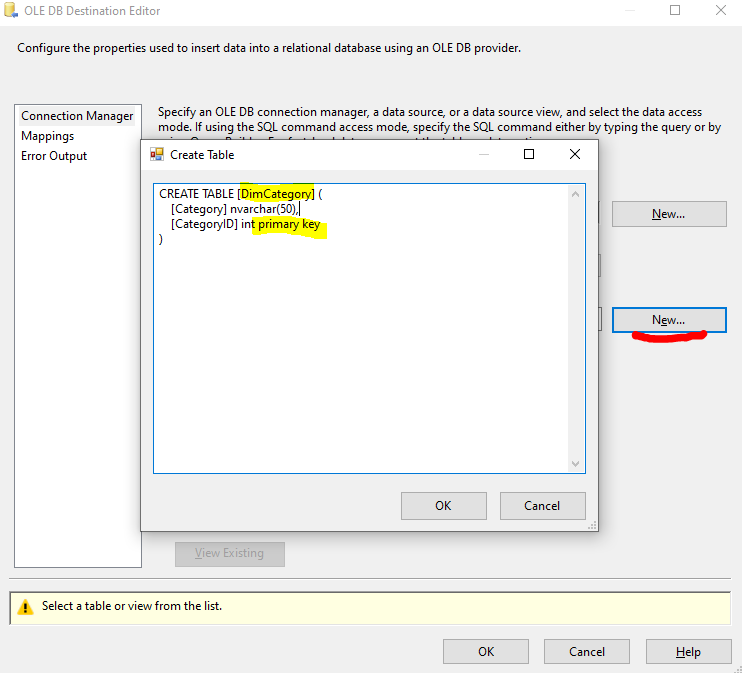 OLE DB Destination Editor
Configure the properties used to insert data into a relational database using an OLE DB provider.
Connection Manager
Mappings
Error Output
Specify an OLE DB connection manager, a data source, or a data source view, and select the data access
mode. If using the SQL command access mode, specify the SQL command either by typing the query or by
Create Table
CREATE TABLE [DimCategory] (
[Category] nvarchar(50),
[CategoryID] int primary key
)
New...
New...
OK
Cancel
View Existing
Select a table or view from the list.
OK
Cancel
Help